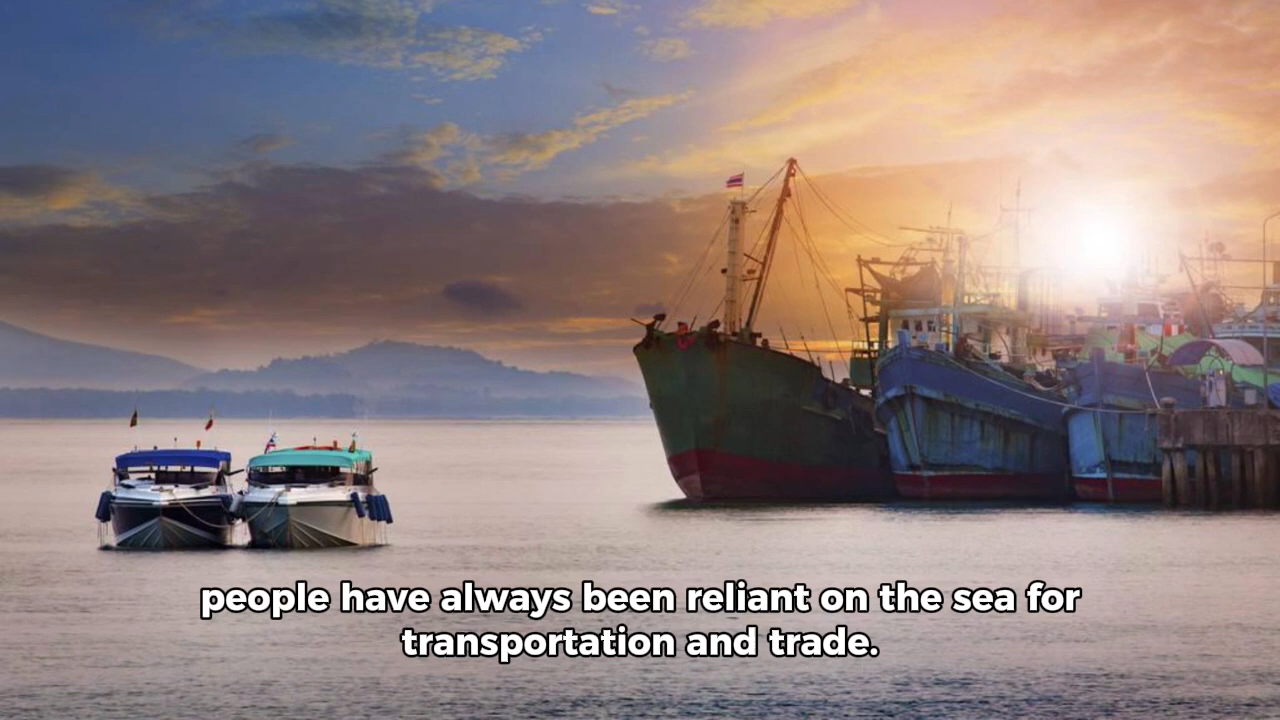 people have always been reliant on the sea for
transportation and trade.